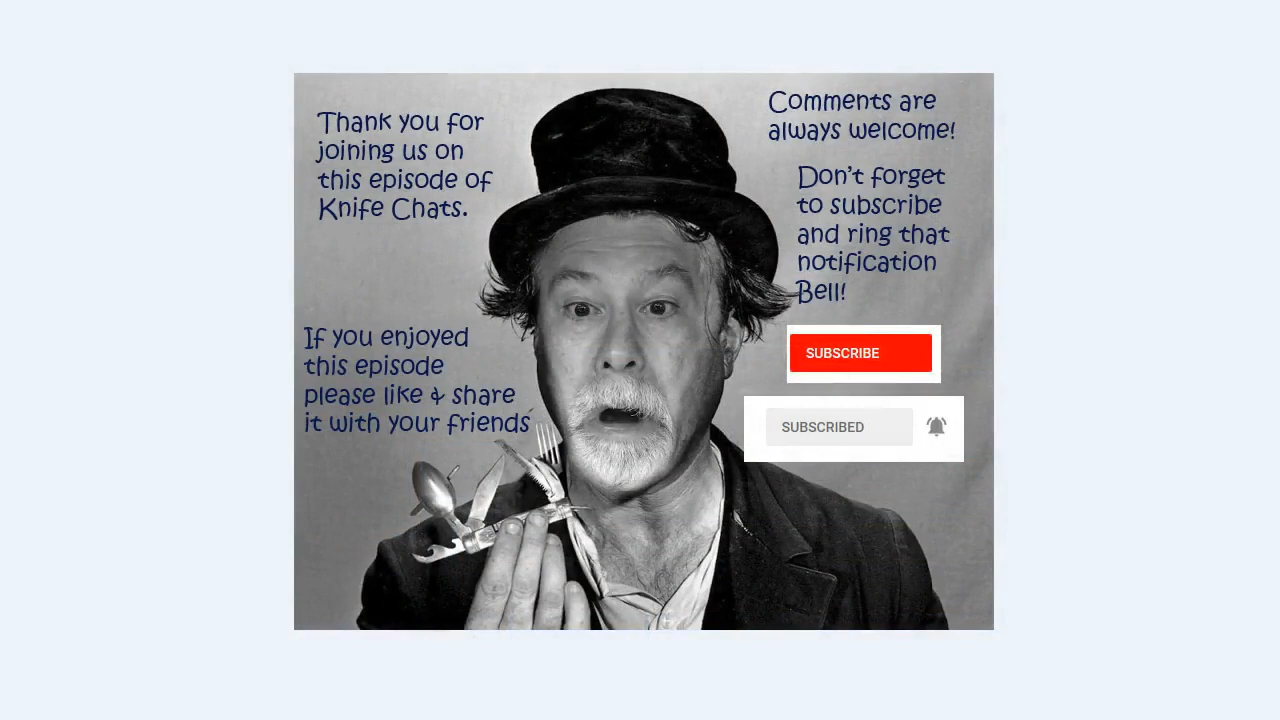 Thank you for
joining us on
this episode of
Knife Chats.
Comments are
always welcome!
Don't forget
to subscribe
and ring that
notification
Bell!
If you enjoyed
this episode
please like & share
it with your friends
SUBSCRIBE
SUBSCRIBED